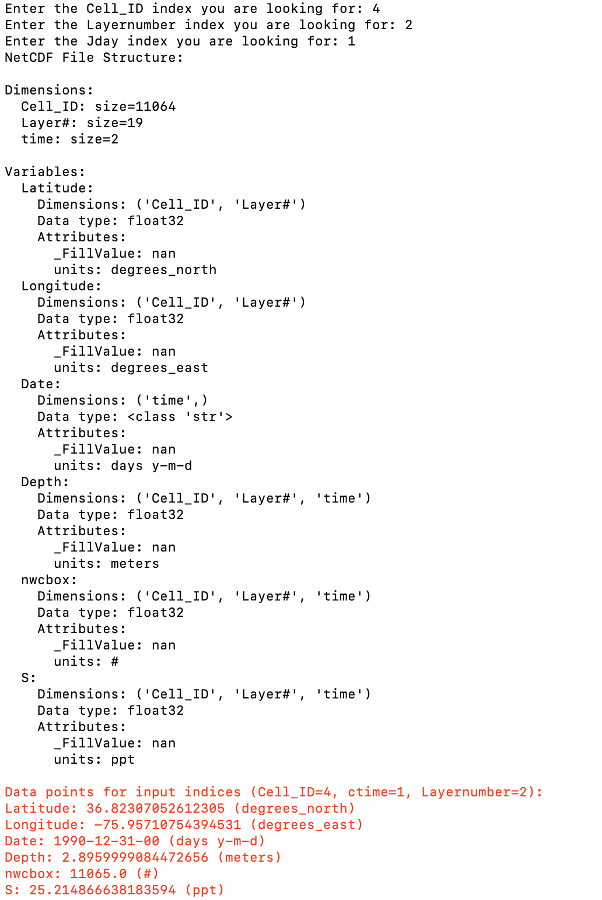 Enter the Cell_ID index you are looking for: 4
Enter the Layernumber index you are looking for: 2
Enter the Jday index you are looking for: 1
NetCDF File Structure:

Dimensions:
  Cell_ID: size=11064
  Layer#: size=19
  time: size=2

Variables:
  Latitude:
    Dimensions: ('Cell_ID', 'Layer#')
    Data type: float32
    Attributes:
      _FillValue: nan
      units: degrees_north
  Longitude:
    Dimensions: ('Cell_ID', 'Layer#')
    Data type: float32
    Attributes:
      _FillValue: nan
      units: degrees_east
  Date:
    Dimensions: ('time',)
    Data type: <class 'str'>
    Attributes:
      _FillValue: nan
      units: days y-m-d
  Depth:
    Dimensions: ('Cell_ID', 'Layer#', 'time')
    Data type: float32
    Attributes:
      _FillValue: nan
      units: meters
  nwcbox:
    Dimensions: ('Cell_ID', 'Layer#', 'time')
    Data type: float32
    Attributes:
      _FillValue: nan
      units: #
  S:
    Dimensions: ('Cell_ID', 'Layer#', 'time')
    Data type: float32
    Attributes:
      _FillValue: nan
      units: ppt

Data points for input indices (Cell_ID=4, ctime=1, Layernumber=2):
Latitude: 36.82307052612305 (degrees_north)
Longitude: -75.95710754394531 (degrees_east)
Date: 1990-12-31-00 (days y-m-d)
Depth: 2.8959999084472656 (meters)
nwcbox: 11065.0 (#)
S: 25.214866638183594 (ppt)